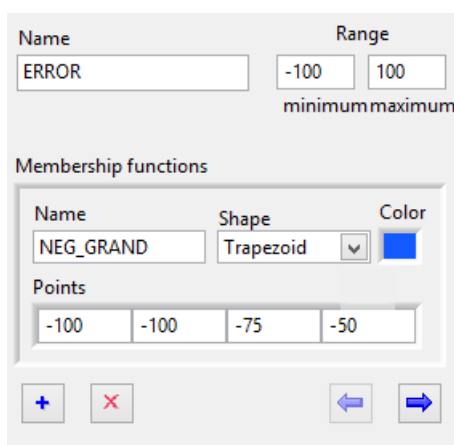 Name Range
ERROR -100 100
minimum maximum
Membership functions
Name Shape Color
NEG_GRAND Trapezoid
Points
-100 -100 -75 -50